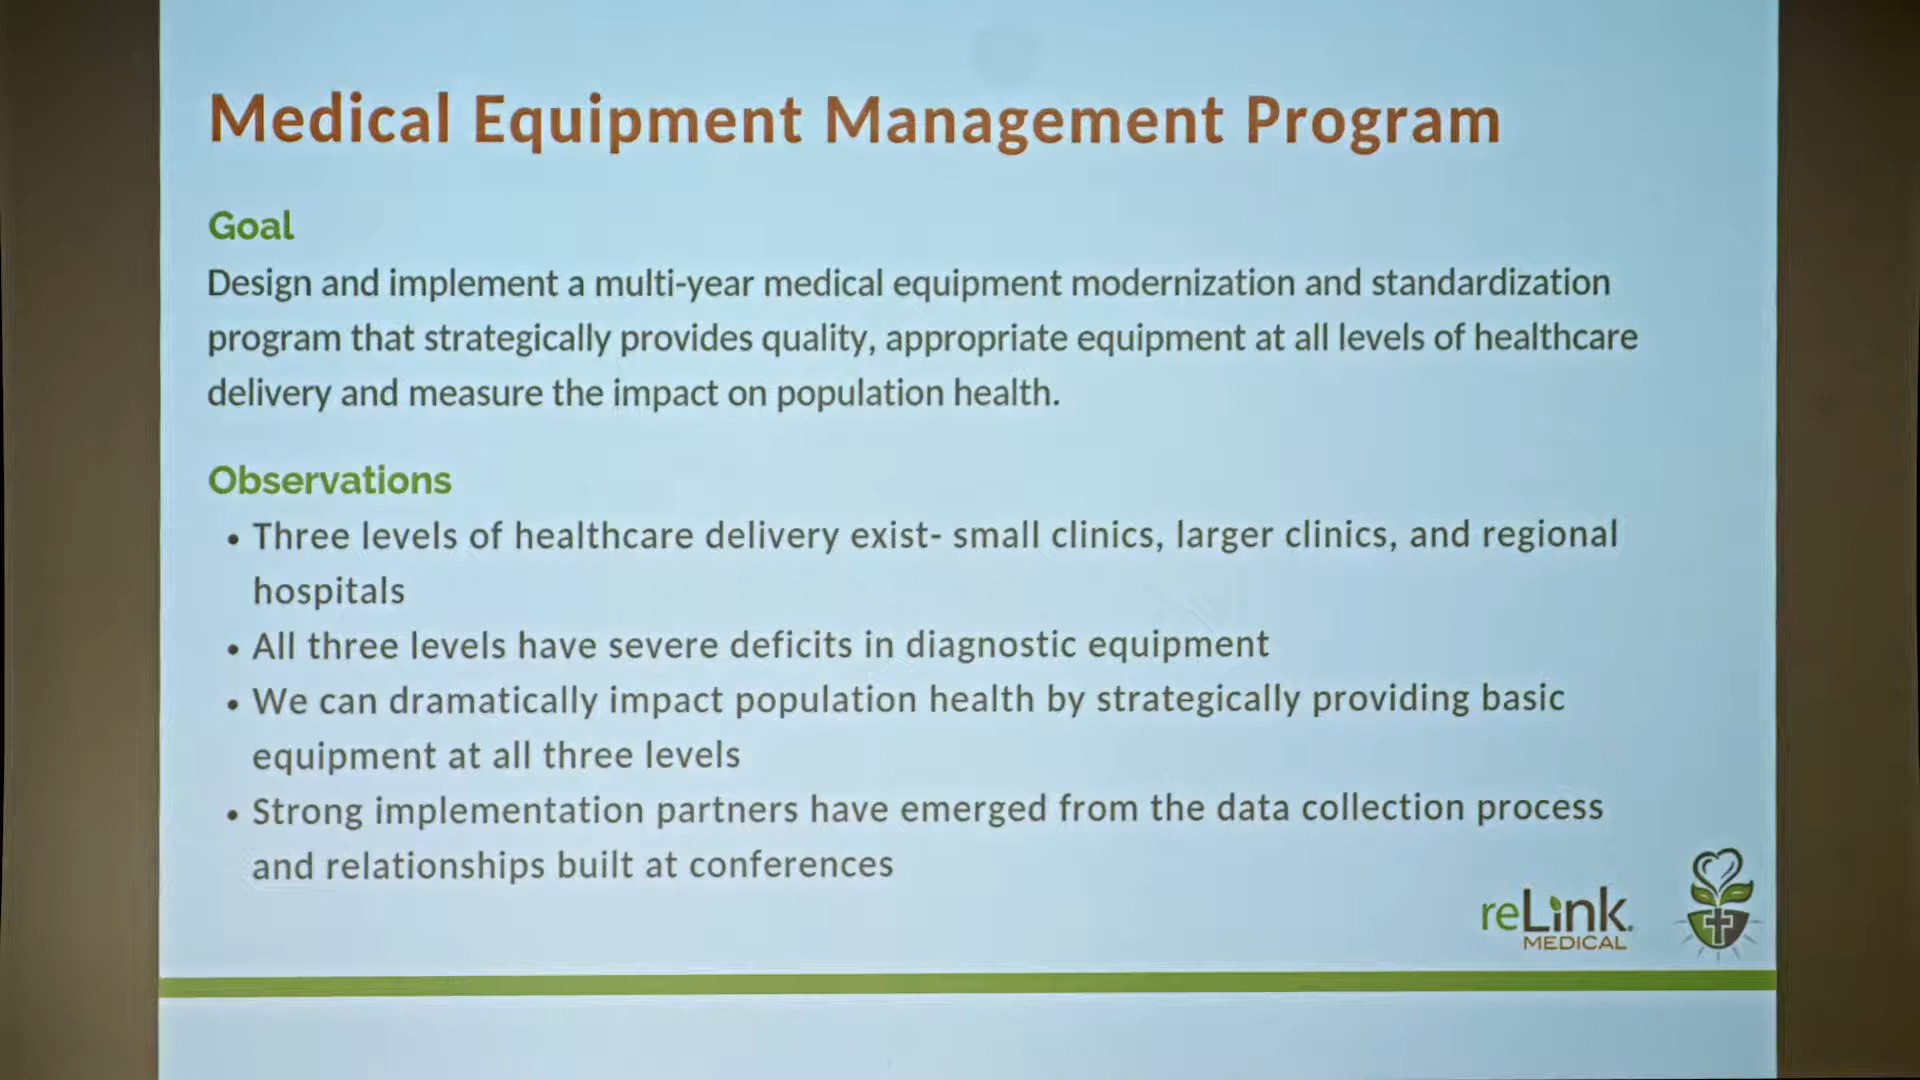 Medical Equipment Management Program
Goal
Design and implement a multi-year medical equipment modernization and standardization
program that strategically provides quality, appropriate equipment at all levels of healthcare
delivery and measure the impact on population health.
Observations
• Three levels of healthcare delivery exist- small clinics, larger clinics, and regional
hospitals
• All three levels have severe deficits in diagnostic equipment
• We can dramatically impact population health by strategically providing basic
equipment at all three levels
• Strong implementation partners have emerged from the data collection process
and relationships built at conferences
reLink.
MEDICAL